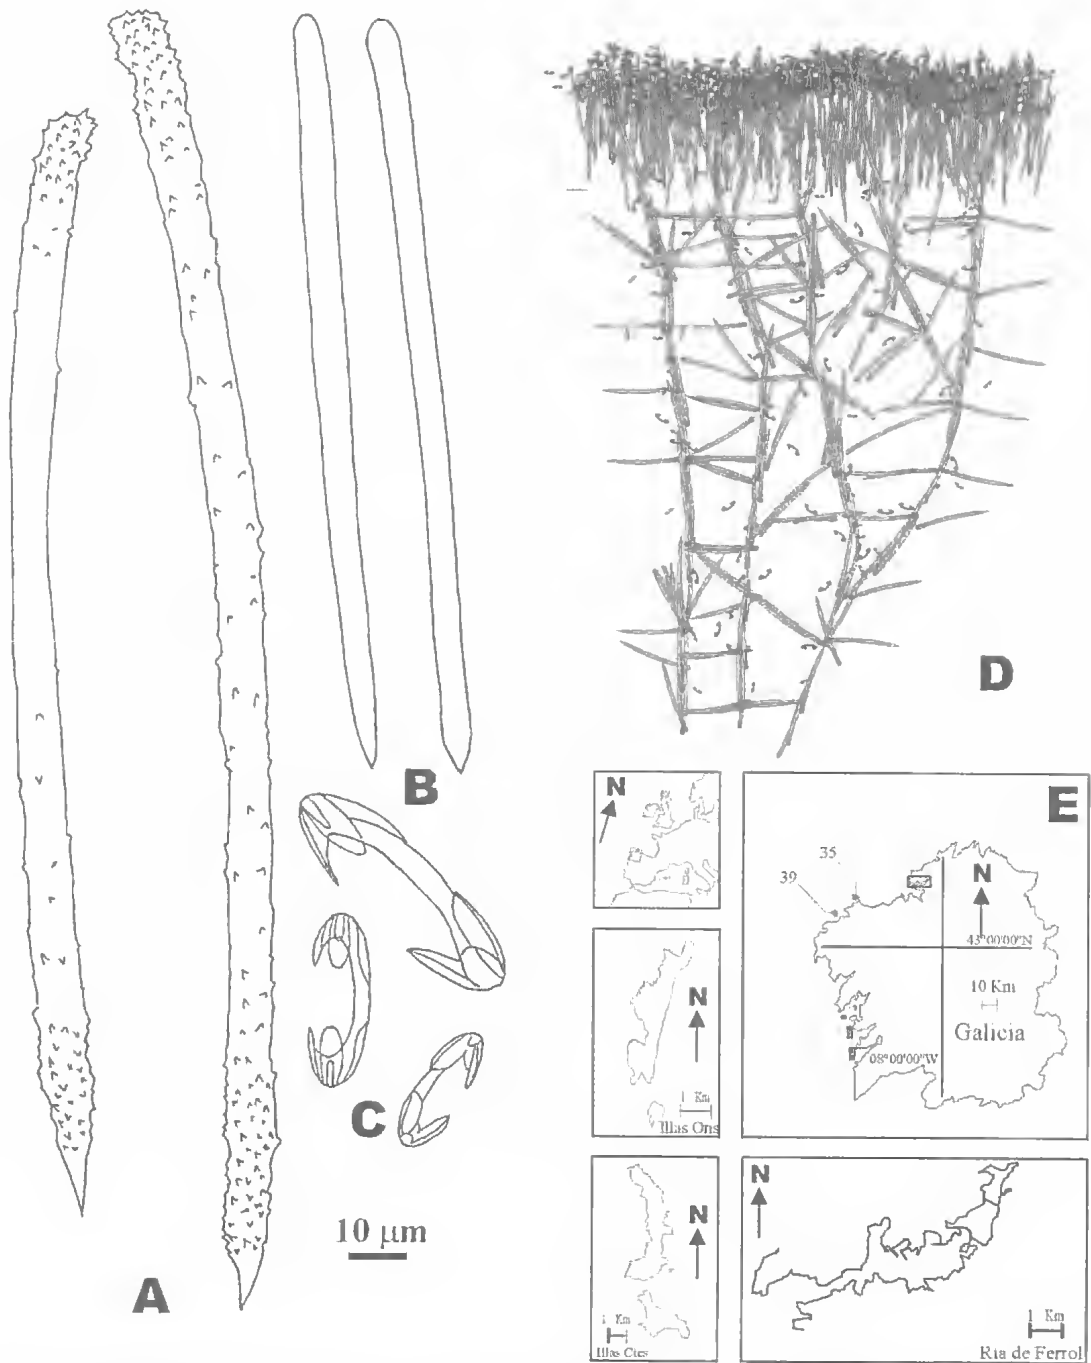 A
B
C
10 µm
D
N
E
35
39
N
43°00'00"N
10 Km
Galicia
08°00'00"W
N
1 Km
Illas Ons
N
1 Km
Illas Cíes
N
1 Km
Ria de Ferrol